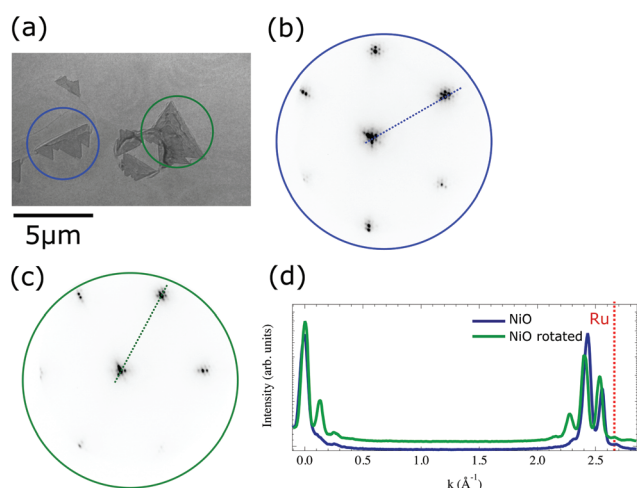 (a)
(b)
5μm
(c)
(d)
Intensity (arb. units)
NiO
NiO rotated
Ru
0.0 0.5 1.0 1.5 2.0 2.5
k (Å⁻¹)